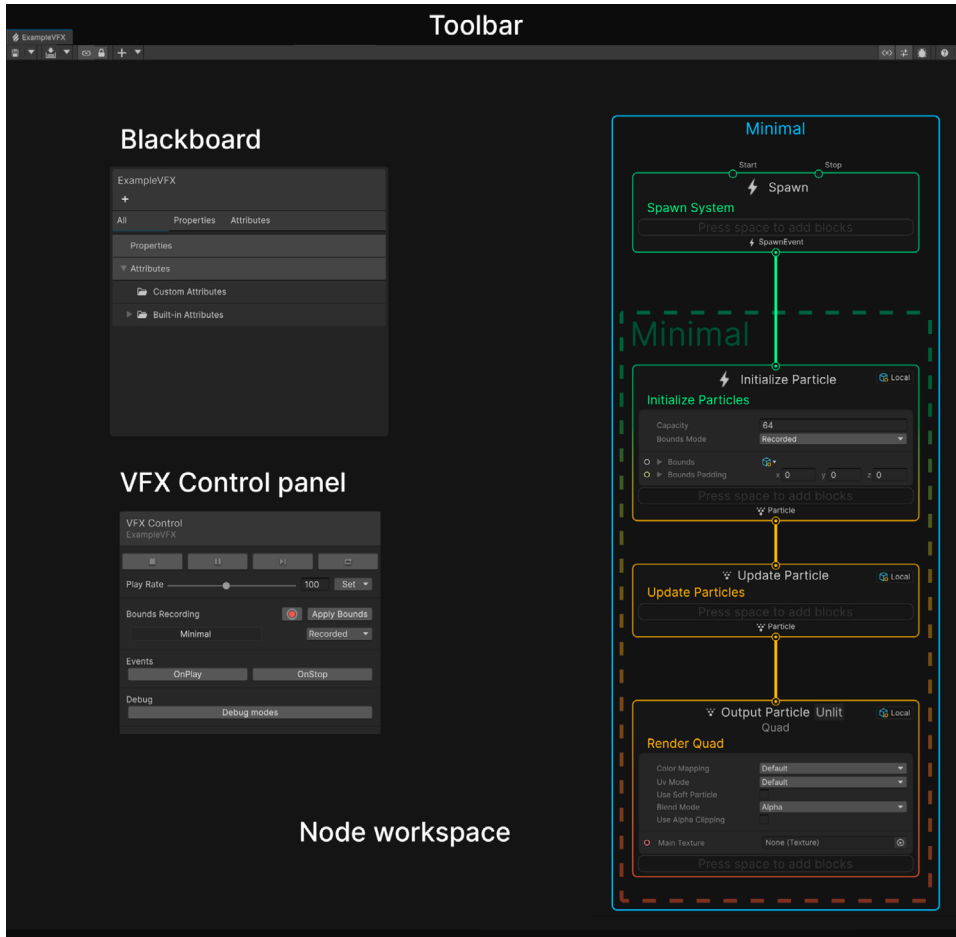 Toolbar
ExampleVFX
Blackboard
ExampleVFX
+
All Properties Attributes
Properties
Attributes
Custom Attributes
Built-in Attributes
VFX Control panel
VFX Control
ExampleVFX
Play Rate 100 Set
Bounds Recording Apply Bounds
Minimal Recorded
Events
OnPlay OnStop
Debug
Debug modes
Node workspace
Minimal
Start Stop
Spawn
Spawn System
Press space to add blocks
SpawnEvent
Minimal
Initialize Particle Local
Initialize Particles
Capacity 64
Bounds Mode Recorded
Bounds
Bounds Padding x 0 y 0 z 0
Press space to add blocks
Particle
Update Particle Local
Update Particles
Press space to add blocks
Particle
Output Particle Unlit Local
Quad
Render Quad
Color Mapping Default
Uv Mode Default
Use Soft Particle
Blend Mode Alpha
Use Alpha Clipping
Main Texture None (Texture)
Press space to add blocks